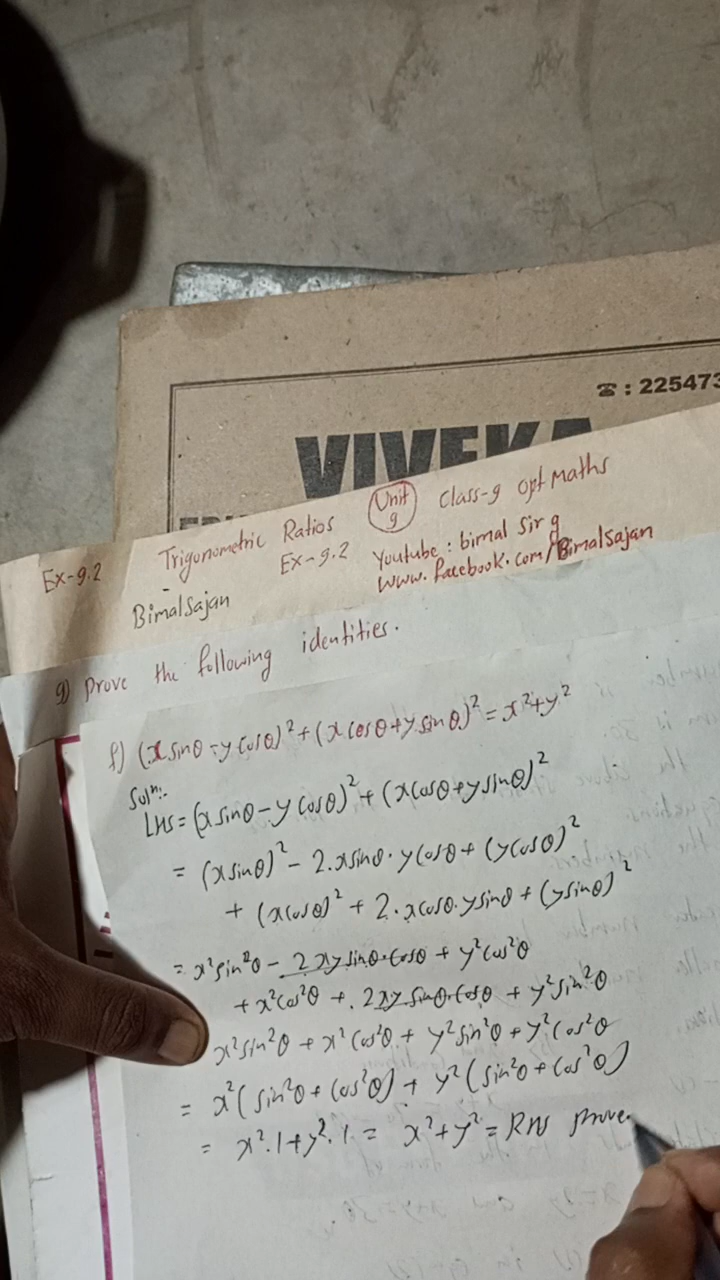 ☎ : 225473
VIVEKA
Ex-9.2 Trigonometric Ratios Unit 9 Class-9 opt Maths
Ex-9.2 Youtube : bimal sir g
Bimalsajan www.facebook.com/Bimalsajan
9) Prove the following identities.
f) (x sinθ - y cosθ)² + (x cosθ + y sinθ)² = x² + y²
Solⁿ:-
LHS = (x sinθ - y cosθ)² + (x cosθ + y sinθ)²
= (x sinθ)² - 2.x sinθ . y cosθ + (y cosθ)²
+ (x cosθ)² + 2.x cosθ.y sinθ + (y sinθ)²
= x² sin²θ - 2xy sinθ.cosθ + y² cos²θ
+ x² cos²θ + 2xy sinθ.cosθ + y² sin²θ
x² sin²θ + x² cos²θ + y² sin²θ + y² cos²θ
= x² (sin²θ + cos²θ) + y² (sin²θ + cos²θ)
= x².1 + y².1 = x² + y² = RHS prove